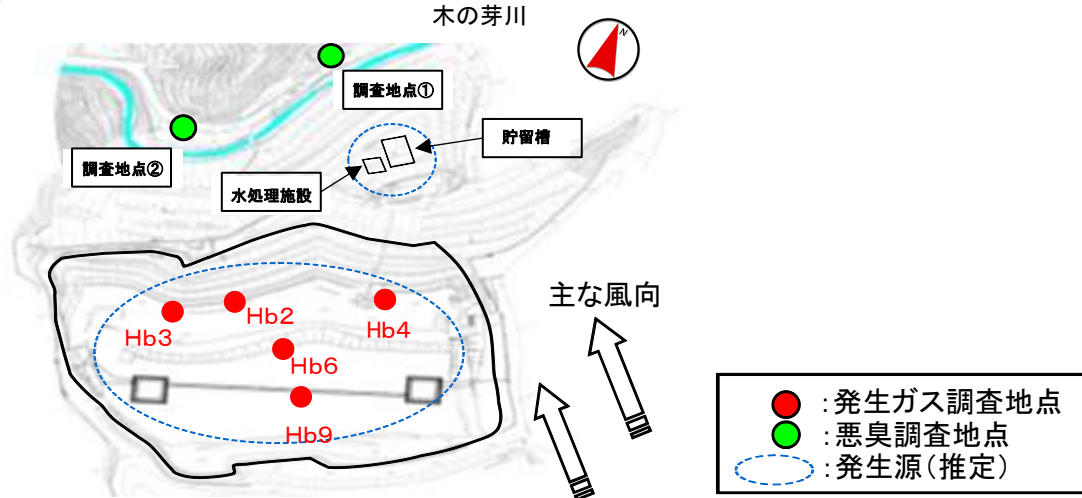 木の芽川
N
調査地点①
貯留槽
調査地点②
水処理施設
主な風向
Hb3
Hb2
Hb4
Hb6
Hb9
：発生ガス調査地点
：悪臭調査地点
：発生源（推定）